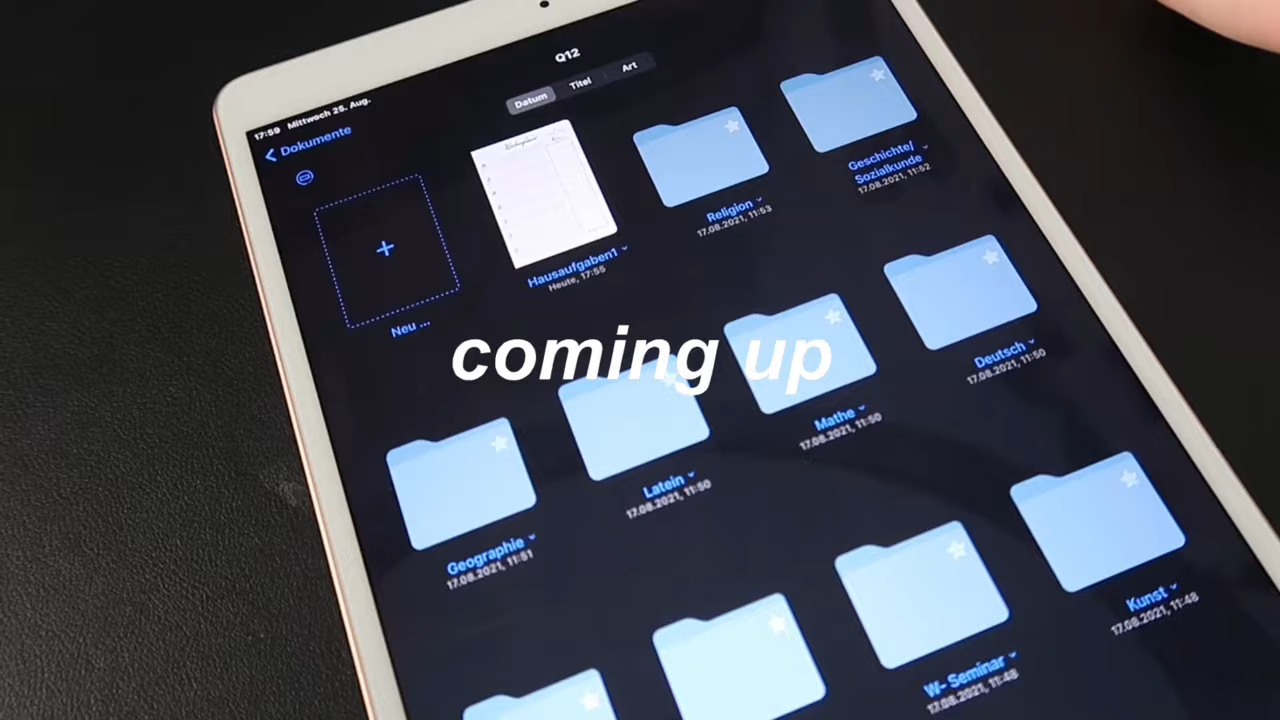 17:59 Mittwoch 25. Aug.
Dokumente
Q12
Datum Titel Art
Neu ...
Hausaufgaben1
Heute, 17:55
Religion
17.08.2021, 11:53
Geschichte/
Sozialkunde
17.08.2021, 11:52
coming up
Geographie
17.08.2021, 11:51
Latein
17.08.2021, 11:50
Mathe
17.08.2021, 11:50
Deutsch
17.08.2021, 11:50
W- Seminar
17.08.2021, 11:48
Kunst
17.08.2021, 11:48